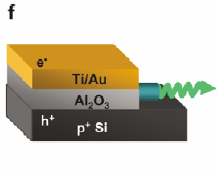 f
e-
Ti/Au
Al₂O₃
h⁺
p⁺ Si